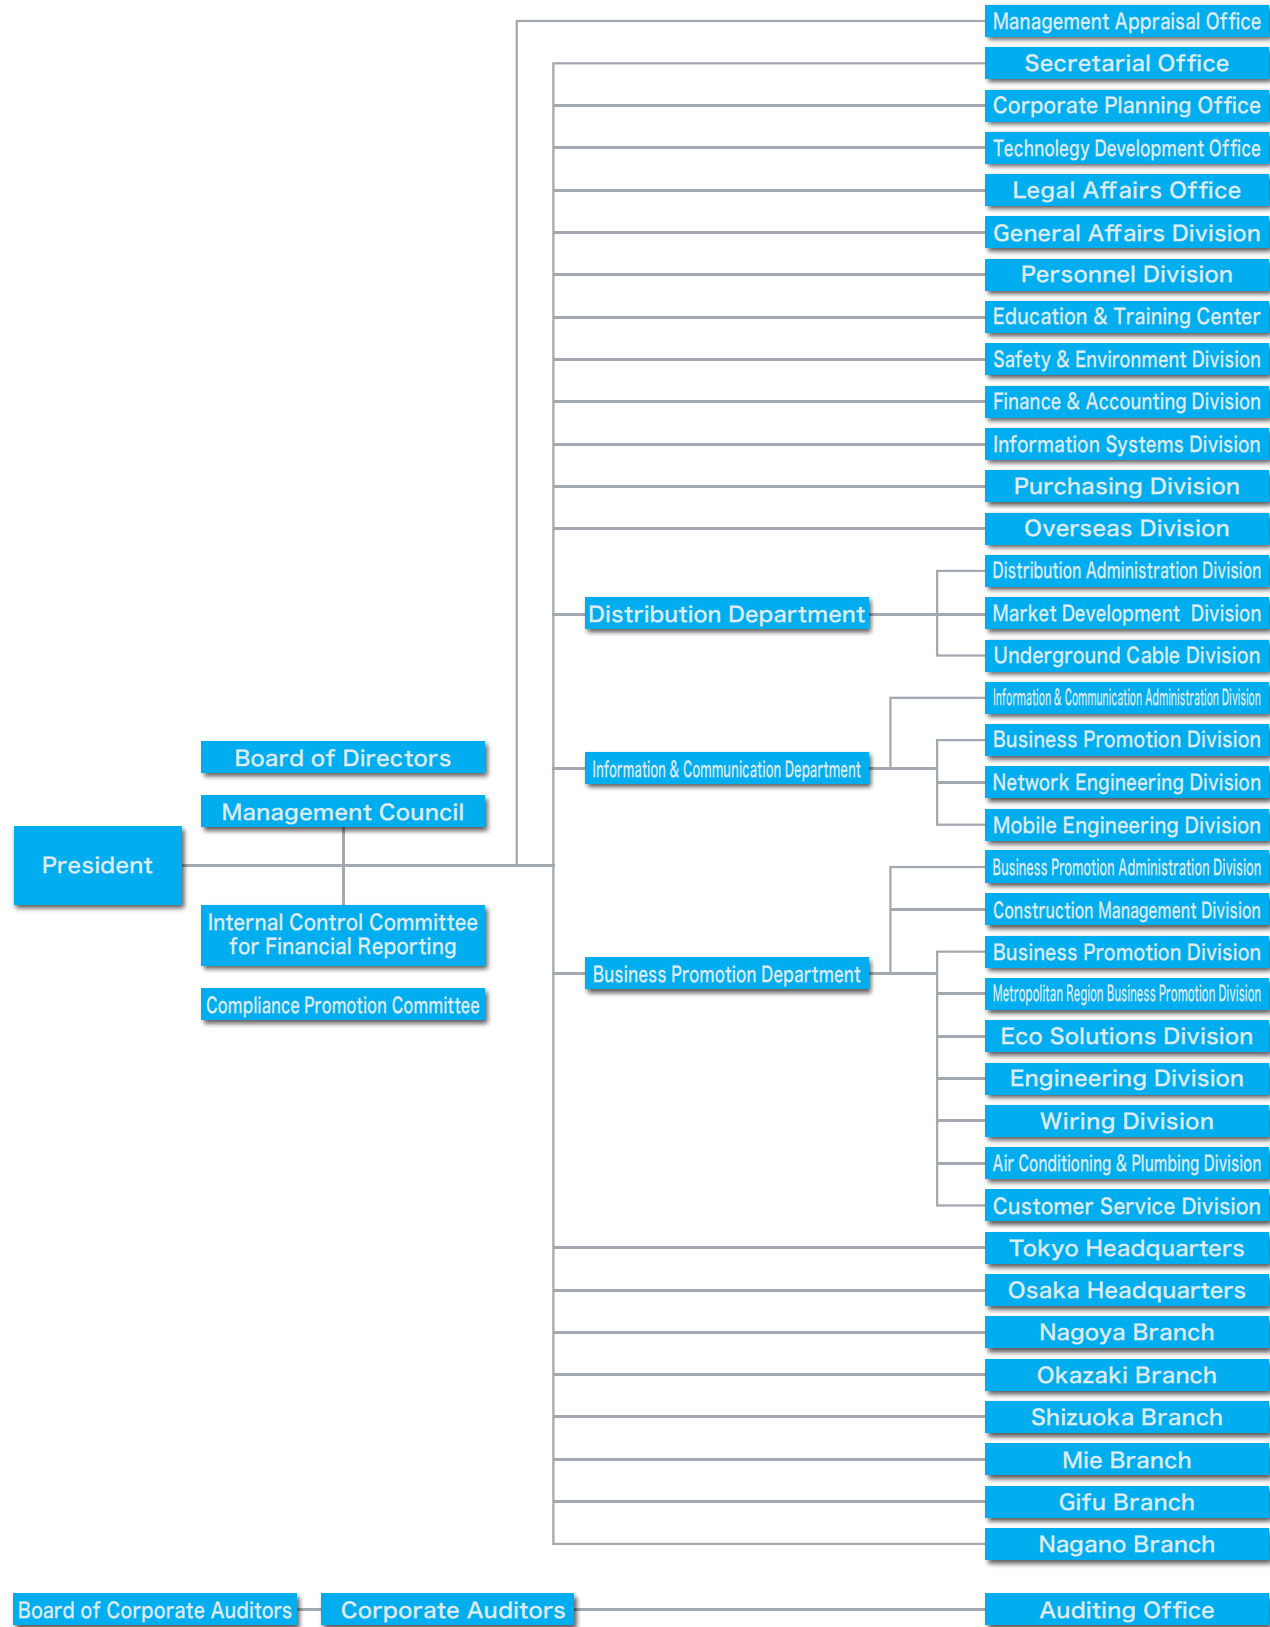 Management Appraisal Office
Secretarial Office
Corporate Planning Office
Technolegy Development Office
Legal Affairs Office
General Affairs Division
Personnel Division
Education & Training Center
Safety & Environment Division
Finance & Accounting Division
Information Systems Division
Purchasing Division
Overseas Division
Distribution Department
Distribution Administration Division
Market Development Division
Underground Cable Division
Information & Communication Department
Information & Communication Administration Division
Business Promotion Division
Network Engineering Division
Mobile Engineering Division
Board of Directors
Management Council
President
Internal Control Committee
for Financial Reporting
Compliance Promotion Committee
Business Promotion Department
Business Promotion Administration Division
Construction Management Division
Business Promotion Division
Metropolitan Region Business Promotion Division
Eco Solutions Division
Engineering Division
Wiring Division
Air Conditioning & Plumbing Division
Customer Service Division
Tokyo Headquarters
Osaka Headquarters
Nagoya Branch
Okazaki Branch
Shizuoka Branch
Mie Branch
Gifu Branch
Nagano Branch
Board of Corporate Auditors
Corporate Auditors
Auditing Office